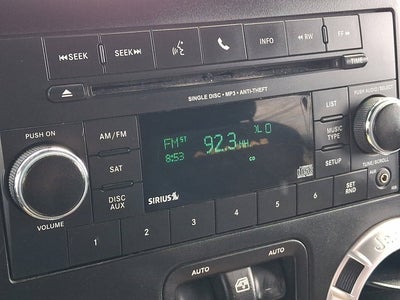 SEEK SEEK INFO RW FF
TIME
SINGLE DISC • MP3 • ANTI-THEFT
PUSH ON
PUSH AUDIO/SELECT
AM/FM
LIST
SAT
MUSIC
TYPE
DISC
AUX
SETUP
FM ST 92.3
8:53
CD
SIRIUS
VOLUME
TUNE/SCROLL
AUX
SET
RND
1 2 3 4 5 6
AUTO AUTO